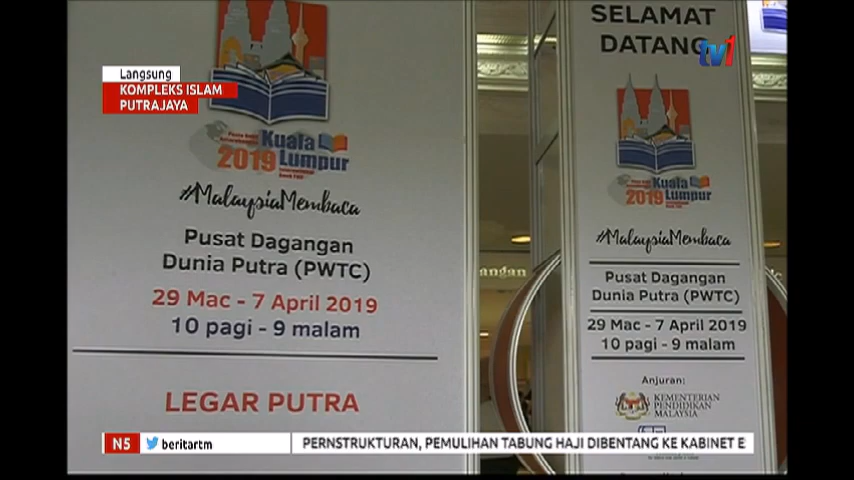 Langsung
KOMPLEKS ISLAM
PUTRAJAYA
Kuala
2019 Lumpur
#MalaysiaMembaca
Pusat Dagangan
Dunia Putra (PWTC)
29 Mac - 7 April 2019
10 pagi - 9 malam
LEGAR PUTRA
SELAMAT
DATANG
tv1
Kuala
2019 Lumpur
#MalaysiaMembaca
Pusat Dagangan
Dunia Putra (PWTC)
29 Mac - 7 April 2019
10 pagi - 9 malam
Anjuran:
KEMENTERIAN
PENDIDIKAN
MALAYSIA
N5
beritartm
PERNSTRUKTURAN, PEMULIHAN TABUNG HAJI DIBENTANG KE KABINET